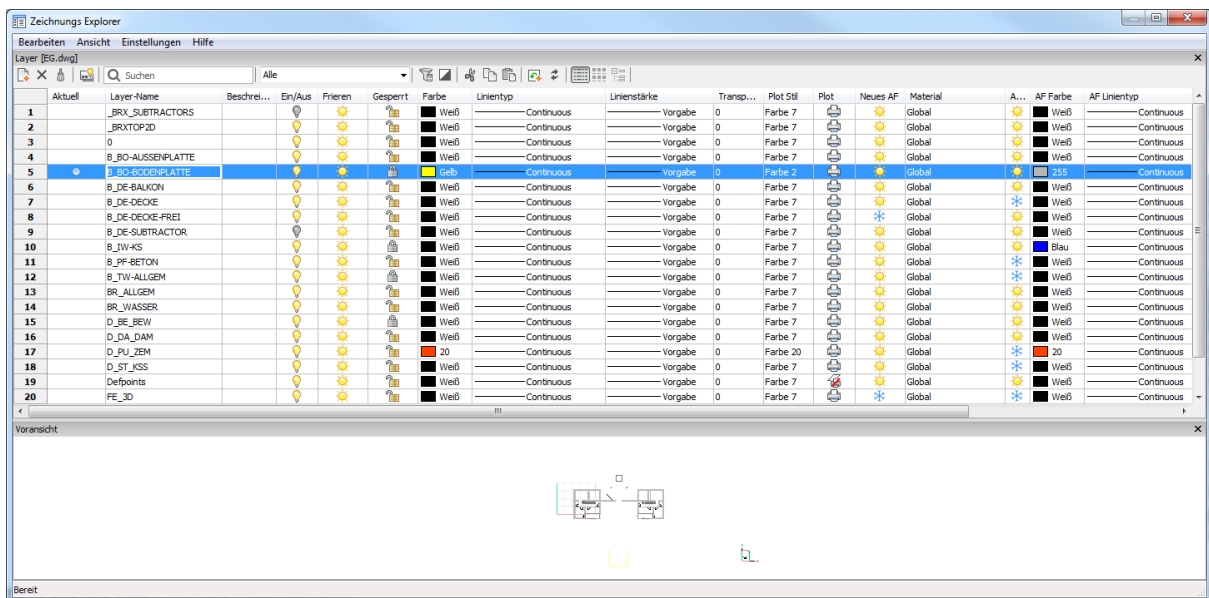 Zeichnungs Explorer
Bearbeiten Ansicht Einstellungen Hilfe
Layer [EG.dwg]
Suchen Alle
Aktuell Layer-Name Beschrei... Ein/Aus Frieren Gesperrt Farbe Linientyp Linienstärke Transp... Plot Stil Plot Neues AF Material A... AF Farbe AF Linientyp
1 _BRX_SUBTRACTORS Weiß Continuous Vorgabe 0 Farbe 7 Global Weiß Continuous
2 _BRXTOP2D Weiß Continuous Vorgabe 0 Farbe 7 Global Weiß Continuous
3 0 Weiß Continuous Vorgabe 0 Farbe 7 Global Weiß Continuous
4 B_BO-AUSSENPLATTE Weiß Continuous Vorgabe 0 Farbe 7 Global Weiß Continuous
5 B_BO-BODENPLATTE Gelb Continuous Vorgabe 0 Farbe 2 Global 255 Continuous
6 B_DE-BALKON Weiß Continuous Vorgabe 0 Farbe 7 Global Weiß Continuous
7 B_DE-DECKE Weiß Continuous Vorgabe 0 Farbe 7 Global Weiß Continuous
8 B_DE-DECKE-FREI Weiß Continuous Vorgabe 0 Farbe 7 Global Weiß Continuous
9 B_DE-SUBTRACTOR Weiß Continuous Vorgabe 0 Farbe 7 Global Weiß Continuous
10 B_IW-KS Weiß Continuous Vorgabe 0 Farbe 7 Global Blau Continuous
11 B_PF-BETON Weiß Continuous Vorgabe 0 Farbe 7 Global Weiß Continuous
12 B_TW-ALLGEM Weiß Continuous Vorgabe 0 Farbe 7 Global Weiß Continuous
13 BR_ALLGEM Weiß Continuous Vorgabe 0 Farbe 7 Global Weiß Continuous
14 BR_WASSER Weiß Continuous Vorgabe 0 Farbe 7 Global Weiß Continuous
15 D_BE_BEW Weiß Continuous Vorgabe 0 Farbe 7 Global Weiß Continuous
16 D_DA_DAM Weiß Continuous Vorgabe 0 Farbe 7 Global Weiß Continuous
17 D_PU_ZEM 20 Continuous Vorgabe 0 Farbe 20 Global 20 Continuous
18 D_ST_KSS Weiß Continuous Vorgabe 0 Farbe 7 Global Weiß Continuous
19 Defpoints Weiß Continuous Vorgabe 0 Farbe 7 Global Weiß Continuous
20 FE_3D Weiß Continuous Vorgabe 0 Farbe 7 Global Weiß Continuous
Voransicht
Bereit